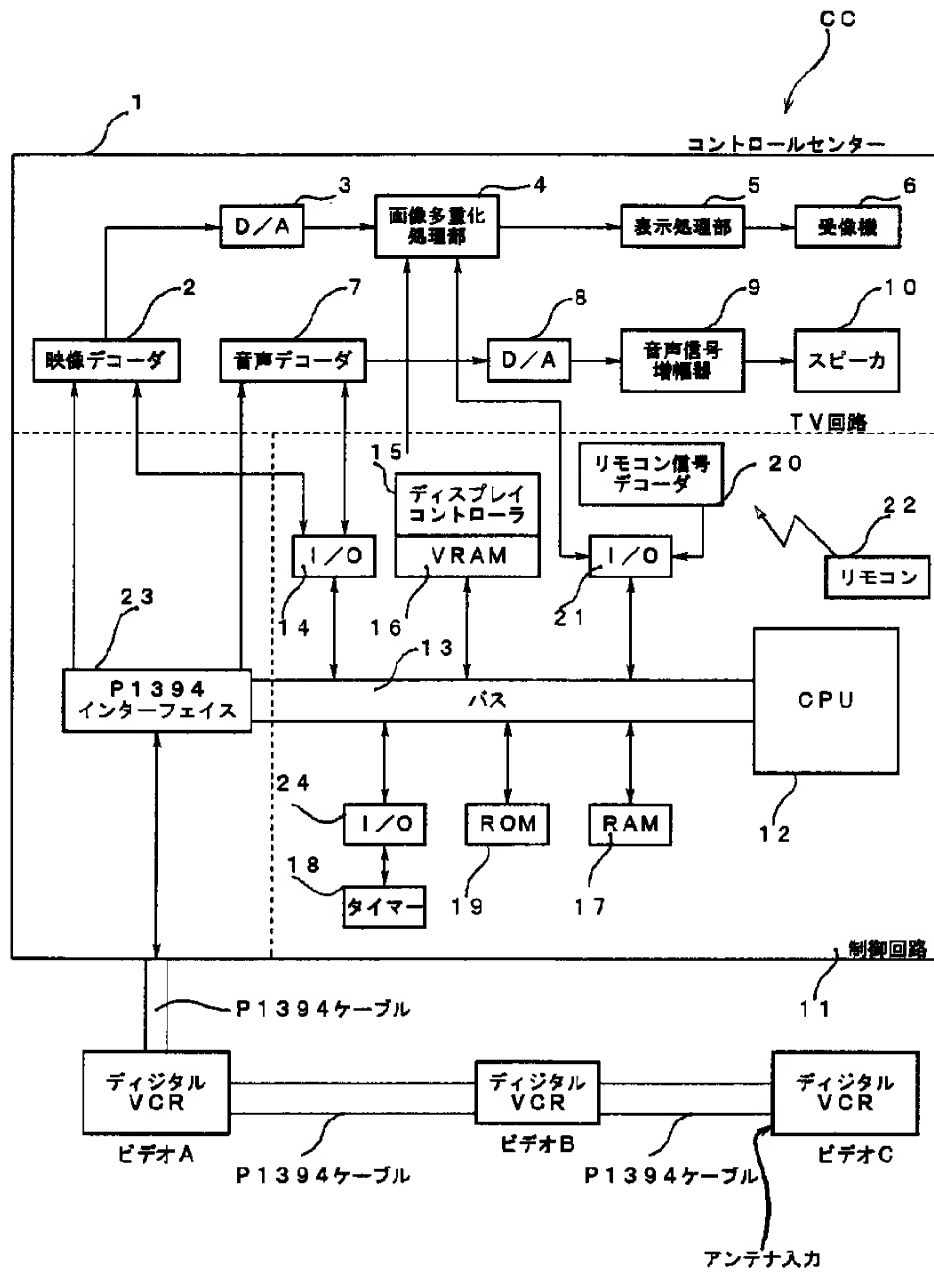 CC
1
コントロールセンター
3
4
5
6
D/A
画像多重化
処理部
表示処理部
受像機
2
7
8
9
10
映像デコーダ
音声デコーダ
D/A
音声信号
増幅器
スピーカ
TV回路
15
リモコン信号
デコーダ
20
ディスプレイ
コントローラ
22
I/O
VRAM
I/O
リモコン
23
14
16
21
13
P1394
インターフェイス
バス
CPU
24
I/O
ROM
RAM
12
18
タイマー
19
17
制御回路
11
P1394ケーブル
ディジタル
VCR
ディジタル
VCR
ディジタル
VCR
ビデオA
ビデオB
ビデオC
P1394ケーブル
P1394ケーブル
アンテナ入力